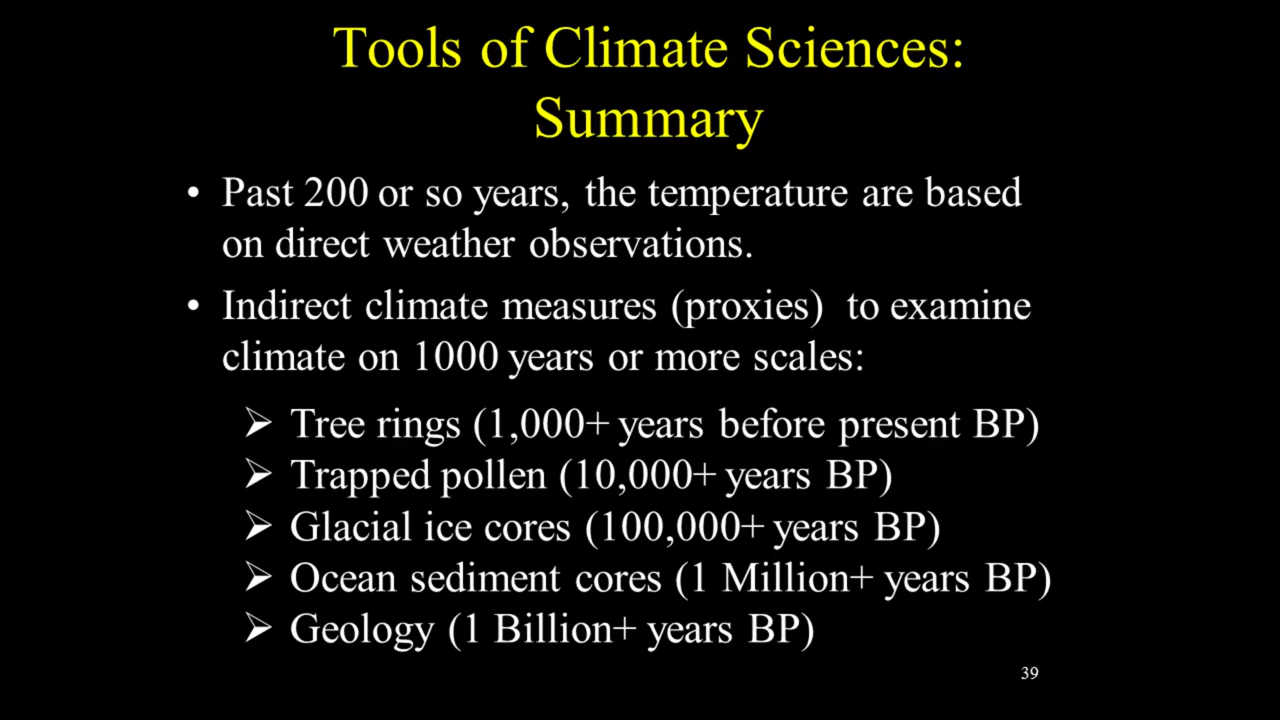 Tools of Climate Sciences:
Summary
• Past 200 or so years, the temperature are based
on direct weather observations.
• Indirect climate measures (proxies)  to examine
climate on 1000 years or more scales:
➢ Tree rings (1,000+ years before present BP)
➢ Trapped pollen (10,000+ years BP)
➢ Glacial ice cores (100,000+ years BP)
➢ Ocean sediment cores (1 Million+ years BP)
➢ Geology (1 Billion+ years BP)
39